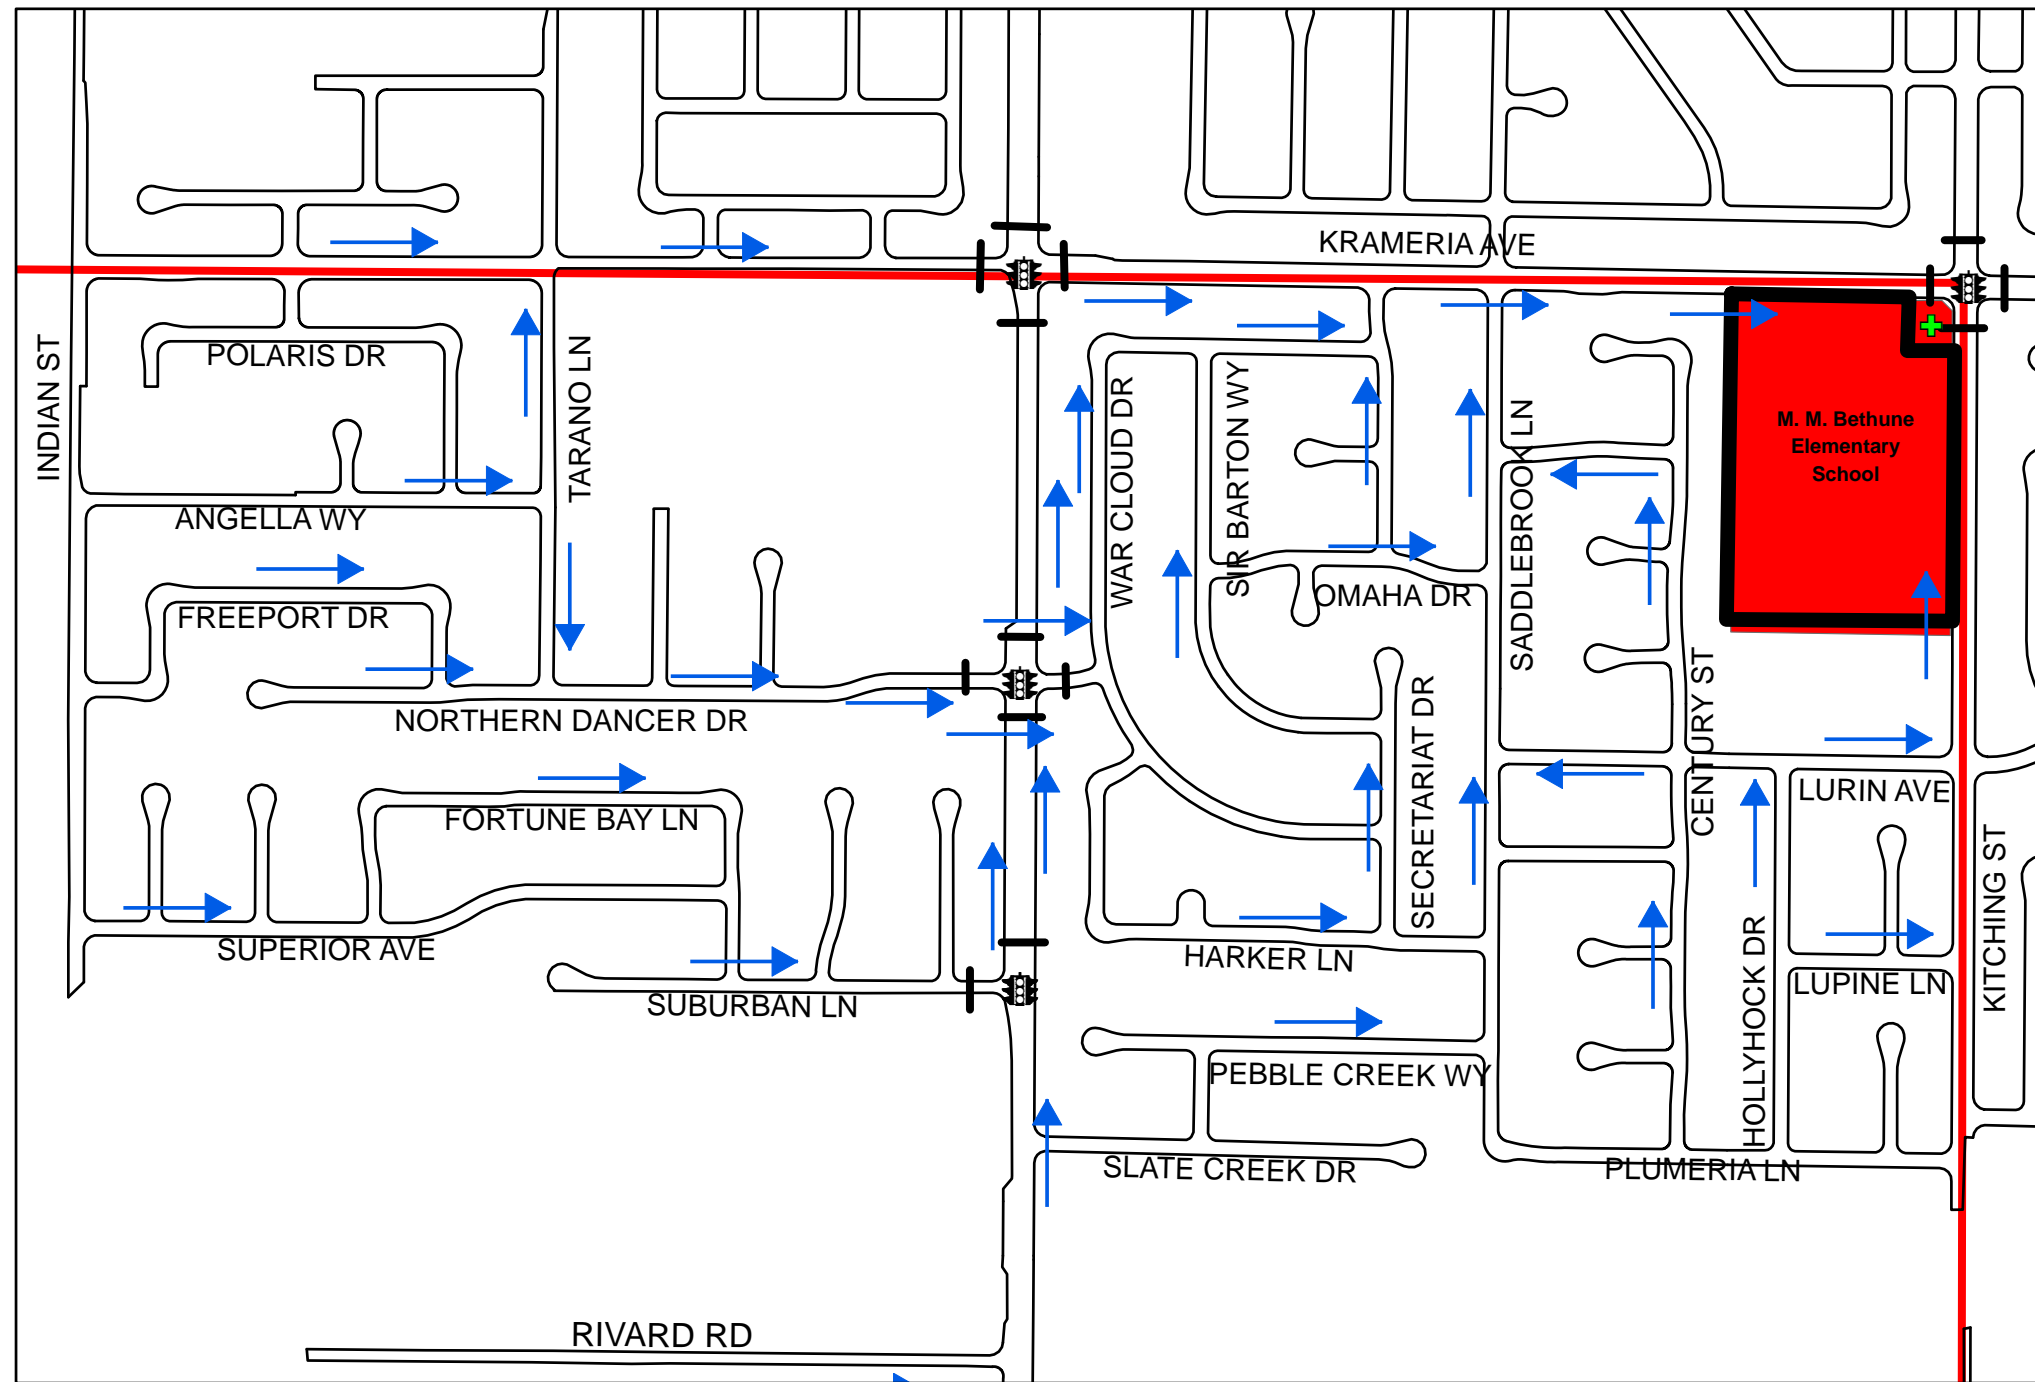 KRAMERIA AVE
INDIAN ST
POLARIS DR
TARANO LN
WAR CLOUD DR
SIR BARTON WY
SADDLEBROOK LN
M. M. Bethune
Elementary
School
ANGELLA WY
FREEPORT DR
OMAHA DR
NORTHERN DANCER DR
SECRETARIAT DR
CENTURY ST
LURIN AVE
FORTUNE BAY LN
KITCHING ST
SUPERIOR AVE
HARKER LN
HOLLYHOCK DR
LUPINE LN
SUBURBAN LN
PEBBLE CREEK WY
SLATE CREEK DR
PLUMERIA LN
RIVARD RD